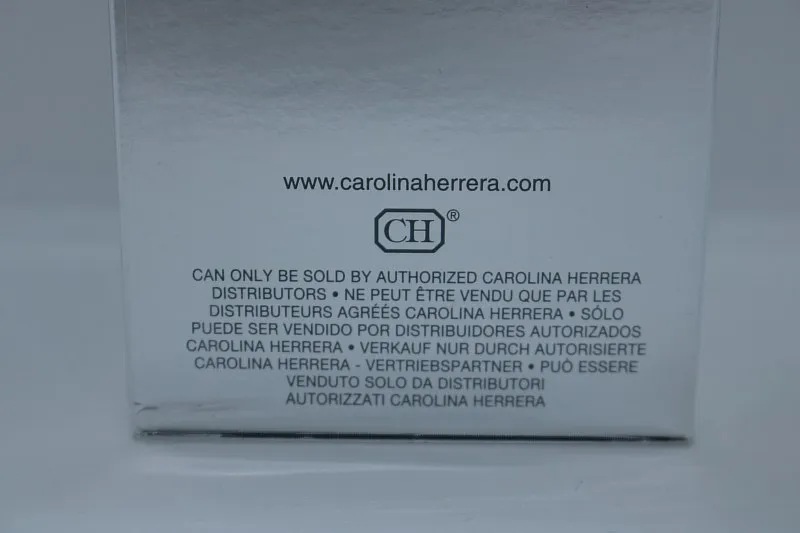 www.carolinaherrera.com
CH®
CAN ONLY BE SOLD BY AUTHORIZED CAROLINA HERRERA
DISTRIBUTORS • NE PEUT ÊTRE VENDU QUE PAR LES
DISTRIBUTEURS AGRÉÉS CAROLINA HERRERA • SÓLO
PUEDE SER VENDIDO POR DISTRIBUIDORES AUTORIZADOS
CAROLINA HERRERA • VERKAUF NUR DURCH AUTORISIERTE
CAROLINA HERRERA - VERTRIEBSPARTNER • PUÒ ESSERE
VENDUTO SOLO DA DISTRIBUTORI
AUTORIZZATI CAROLINA HERRERA